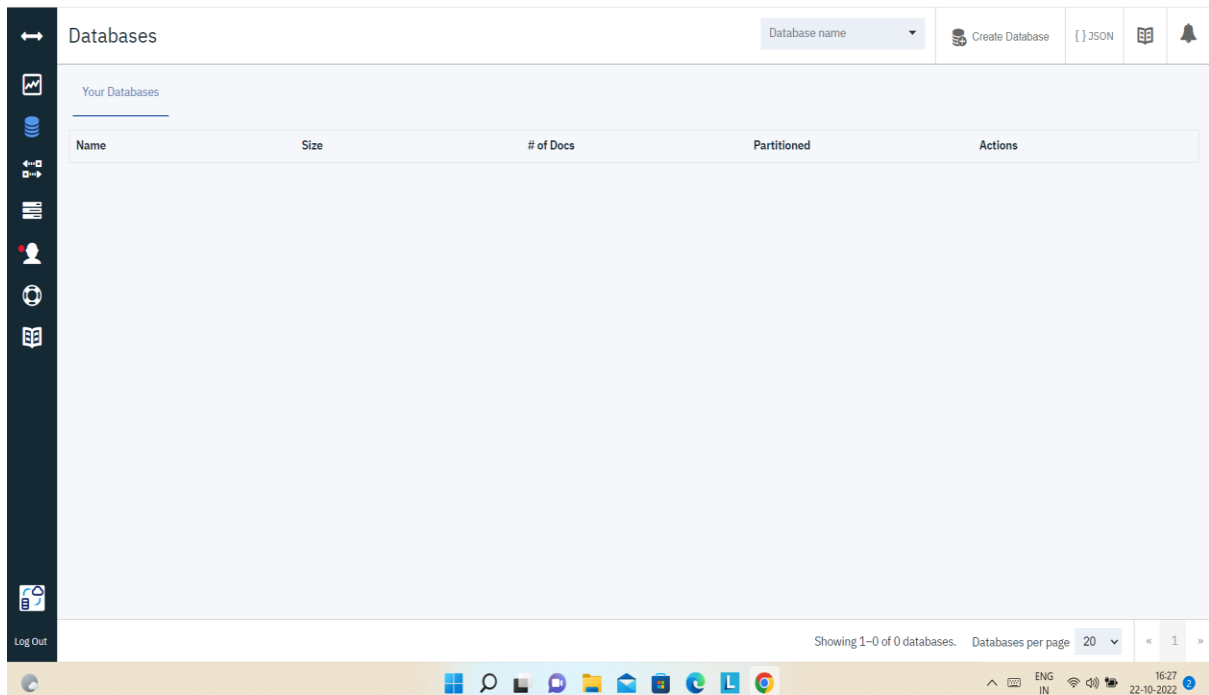 Databases
Database name
Create Database
{ } JSON
Your Databases
Name Size # of Docs Partitioned Actions
Log Out
Showing 1–0 of 0 databases. Databases per page 20 « 1 »
L
ENG
IN
16:27
22-10-2022
2